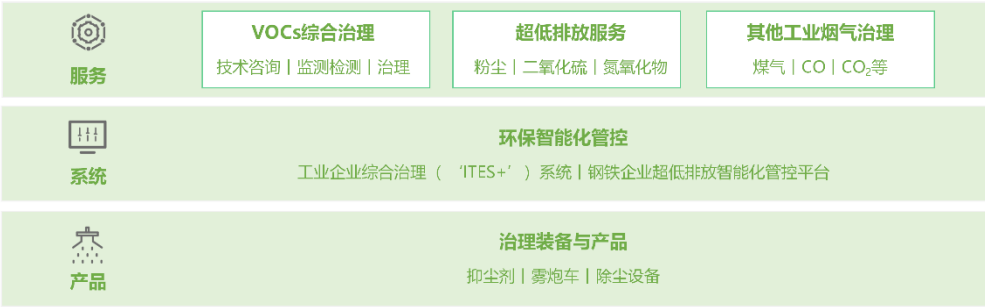 服务
VOCs综合治理
技术咨询丨监测检测丨治理
超低排放服务
粉尘丨二氧化硫丨氮氧化物
其他工业烟气治理
煤气丨CO丨CO₂等
系统
环保智能化管控
工业企业综合治理（‘ITES+’）系统丨钢铁企业超低排放智能化管控平台
产品
治理装备与产品
抑尘剂丨雾炮车丨除尘设备